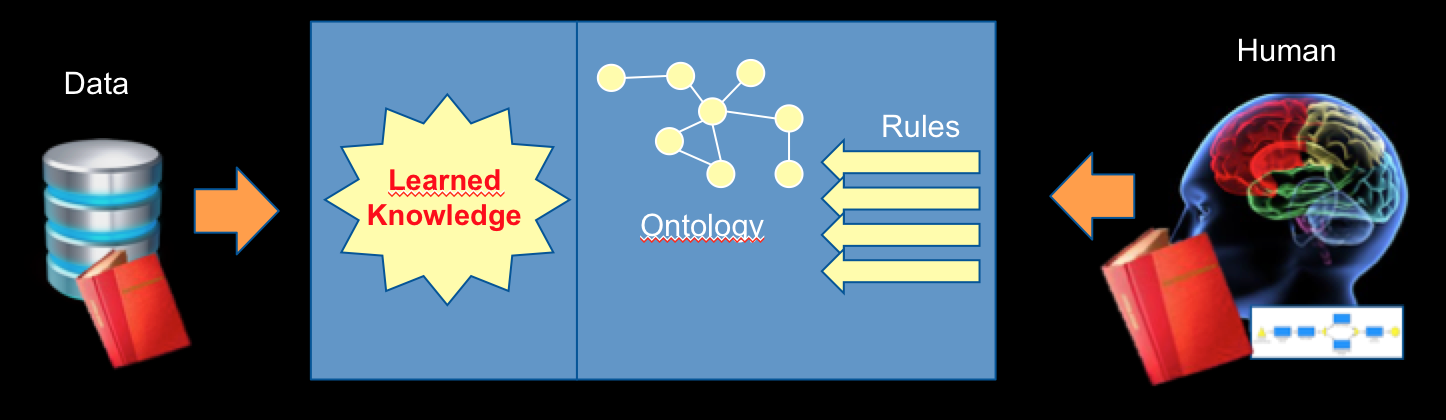 Data
Human
Rules
Learned
Knowledge
Ontology